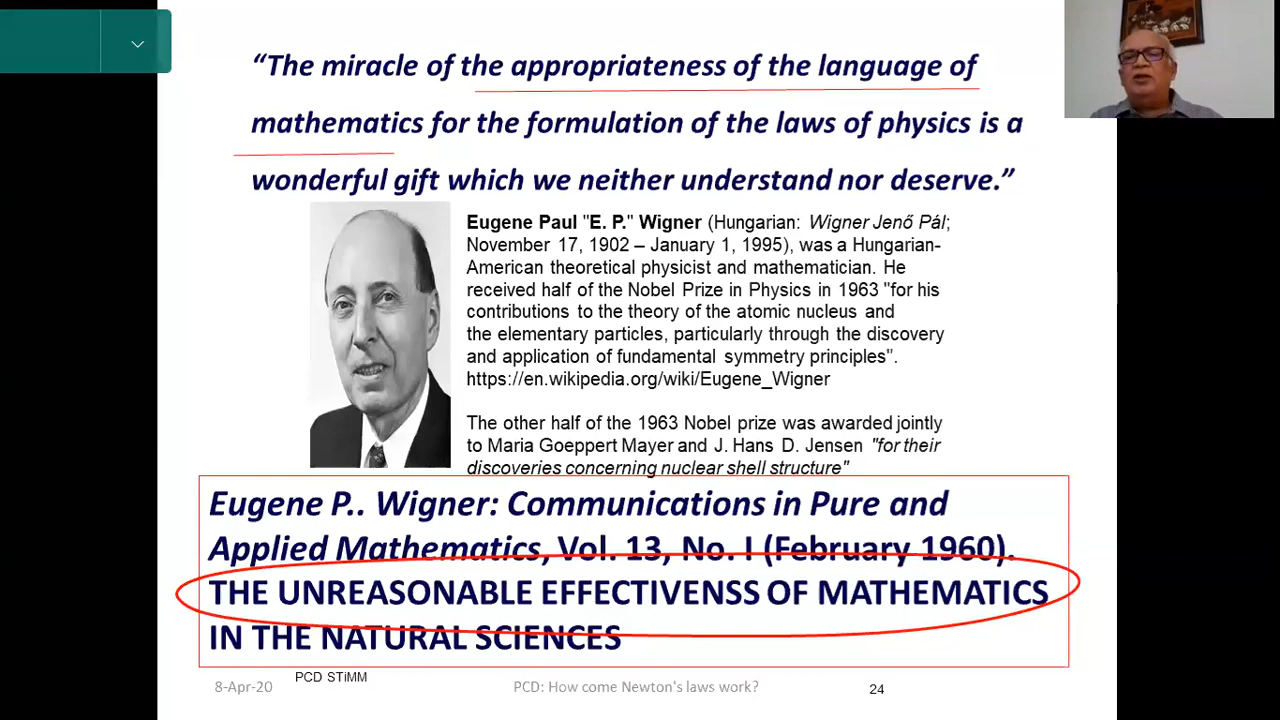 “The miracle of the appropriateness of the language of
mathematics for the formulation of the laws of physics is a
wonderful gift which we neither understand nor deserve.”
Eugene Paul "E. P." Wigner (Hungarian: Wigner Jenő Pál;
November 17, 1902 – January 1, 1995), was a Hungarian-
American theoretical physicist and mathematician. He
received half of the Nobel Prize in Physics in 1963 "for his
contributions to the theory of the atomic nucleus and
the elementary particles, particularly through the discovery
and application of fundamental symmetry principles".
https://en.wikipedia.org/wiki/Eugene_Wigner
The other half of the 1963 Nobel prize was awarded jointly
to Maria Goeppert Mayer and J. Hans D. Jensen "for their
discoveries concerning nuclear shell structure"
Eugene P.. Wigner: Communications in Pure and
Applied Mathematics, Vol. 13, No. I (February 1960).
THE UNREASONABLE EFFECTIVENSS OF MATHEMATICS
IN THE NATURAL SCIENCES
8-Apr-20 PCD STiMM PCD: How come Newton's laws work? 24